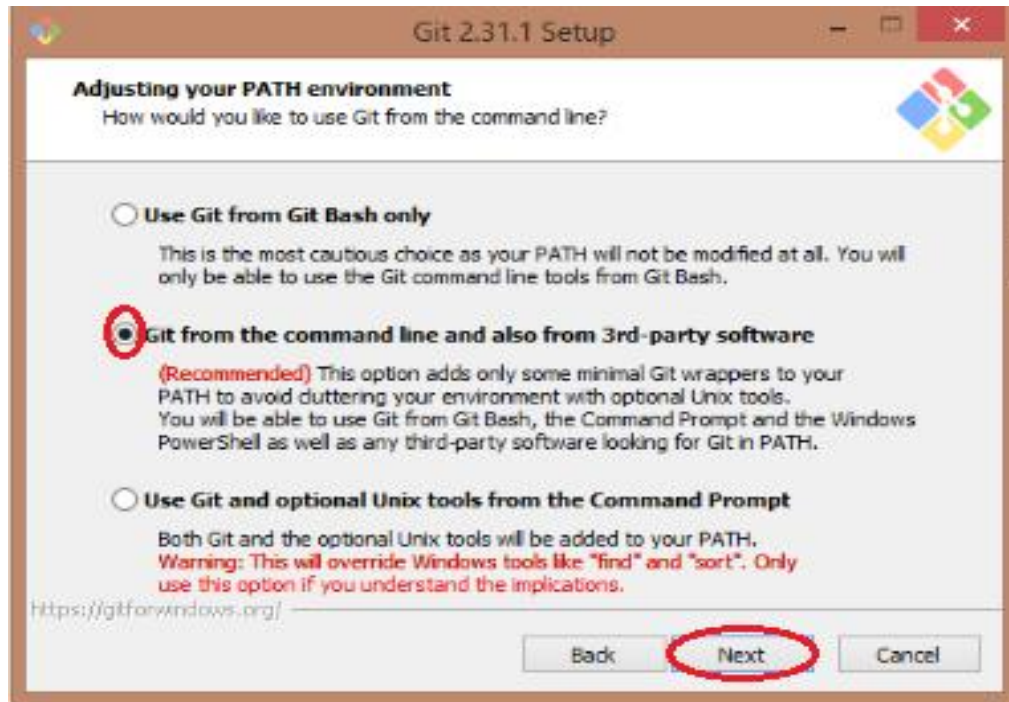 Git 2.31.1 Setup
Adjusting your PATH environment
How would you like to use Git from the command line?
Use Git from Git Bash only
This is the most cautious choice as your PATH will not be modified at all. You will
only be able to use the Git command line tools from Git Bash.
Git from the command line and also from 3rd-party software
(Recommended) This option adds only some minimal Git wrappers to your
PATH to avoid cluttering your environment with optional Unix tools.
You will be able to use Git from Git Bash, the Command Prompt and the Windows
PowerShell as well as any third-party software looking for Git in PATH.
Use Git and optional Unix tools from the Command Prompt
Both Git and the optional Unix tools will be added to your PATH.
Warning: This will override Windows tools like "find" and "sort". Only
use this option if you understand the implications.
https://gitforwindows.org/
Back Next Cancel